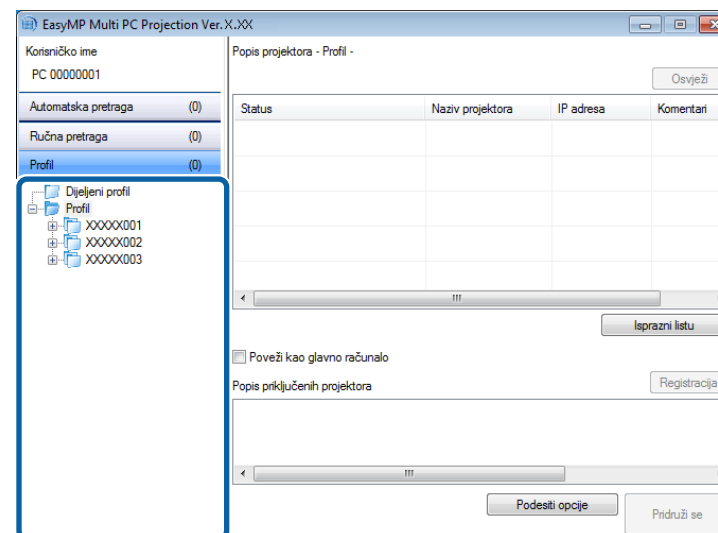 EasyMP Multi PC Projection Ver.X.XX
Korisničko ime
PC 00000001
Automatska pretraga (0)
Ručna pretraga (0)
Profil (0)
Dijeljeni profil
Profil
XXXXX001
XXXXX002
XXXXX003
Popis projektora - Profil -
Osvježi
Status Naziv projektora IP adresa Komentari
Isprazni listu
Poveži kao glavno računalo
Popis priključenih projektora
Registracija
Podesiti opcije
Pridruži se